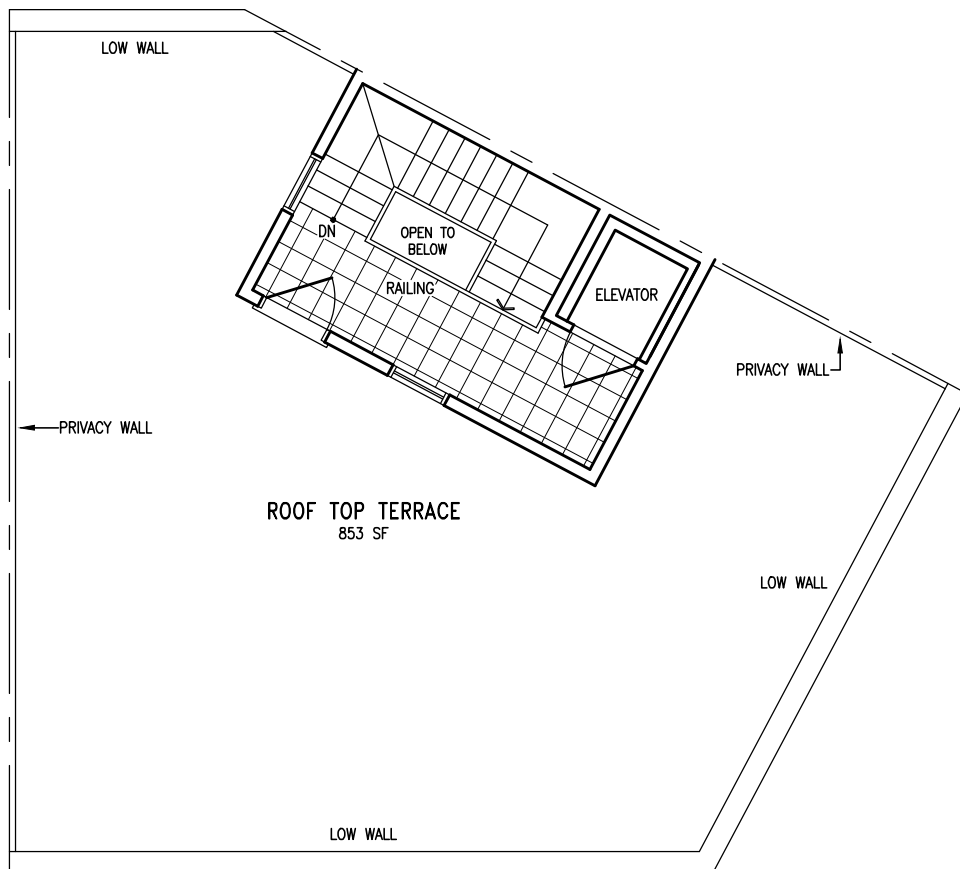 LOW WALL
DN
OPEN TO
BELOW
RAILING
ELEVATOR
PRIVACY WALL
PRIVACY WALL
ROOF TOP TERRACE
853 SF
LOW WALL
LOW WALL